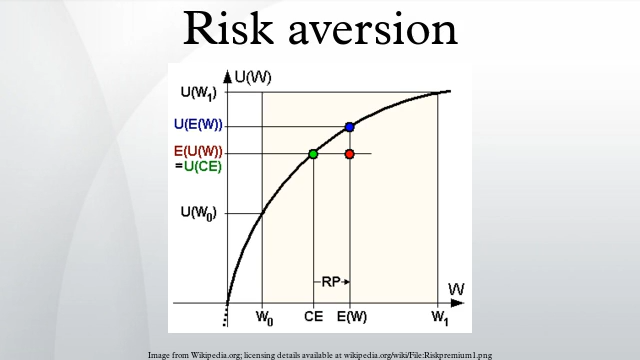 Risk aversion
U(W)
U(W₁)
U(E(W))
E(U(W))
=U(CE)
U(W₀)
RP
W
W₀ CE E(W) W₁
Image from Wikipedia.org; licensing details available at wikipedia.org/wiki/File:Riskpremium1.png